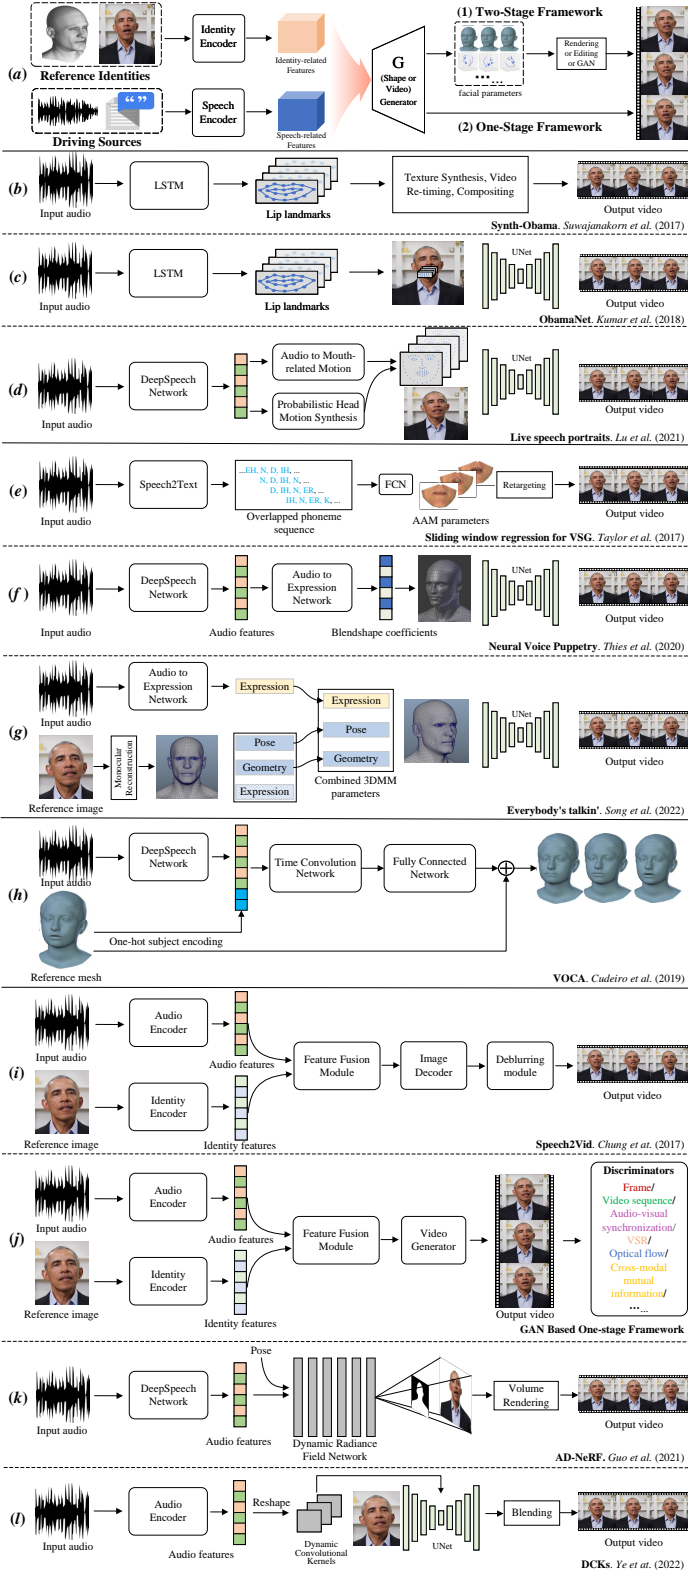 (a)
Reference Identities
Identity
Encoder
Identity-related
Features
Driving Sources
Speech
Encoder
Speech-related
Features
G
(Shape or
Video)
Generator
(1) Two-Stage Framework
facial parameters
Rendering
or Editing
or GAN
(2) One-Stage Framework
(b)
Input audio
LSTM
Lip landmarks
Texture Synthesis, Video
Re-timing, Compositing
Output video
Synth-Obama. Suwajanakorn et al. (2017)
(c)
Input audio
LSTM
Lip landmarks
UNet
Output video
ObamaNet. Kumar et al. (2018)
(d)
Input audio
DeepSpeech
Network
Audio to Mouth-
related Motion
Probabilistic Head
Motion Synthesis
UNet
Output video
Live speech portraits. Lu et al. (2021)
(e)
Input audio
Speech2Text
...EH, N, D, IH, ...
N, D, IH, N, ...
D, IH, N, ER, ...
IH, N, ER, K, ...
Overlapped phoneme
sequence
FCN
AAM parameters
Retargeting
Output video
Sliding window regression for VSG. Taylor et al. (2017)
(f)
Input audio
DeepSpeech
Network
Audio features
Audio to
Expression
Network
Blendshape coefficients
UNet
Output video
Neural Voice Puppetry. Thies et al. (2020)
(g)
Input audio
Audio to
Expression
Network
Expression
Reference image
Monocular
Reconstruction
Pose
Geometry
Expression
Expression
Pose
Geometry
Combined 3DMM
parameters
UNet
Output video
Everybody's talkin'. Song et al. (2022)
(h)
Input audio
DeepSpeech
Network
Time Convolution
Network
Fully Connected
Network
One-hot subject encoding
Reference mesh
VOCA. Cudeiro et al. (2019)
(i)
Input audio
Audio
Encoder
Audio features
Reference image
Identity
Encoder
Identity features
Feature Fusion
Module
Image
Decoder
Deblurring
module
Output video
Speech2Vid. Chung et al. (2017)
(j)
Input audio
Audio
Encoder
Audio features
Reference image
Identity
Encoder
Identity features
Feature Fusion
Module
Video
Generator
Output video
Discriminators
Frame/
Video sequence/
Audio-visual
synchronization/
VSR/
Optical flow/
Cross-modal
mutual
information/
... ...
GAN Based One-stage Framework
(k)
Input audio
DeepSpeech
Network
Audio features
Pose
Dynamic Radiance
Field Network
Volume
Rendering
Output video
AD-NeRF. Guo et al. (2021)
(l)
Input audio
Audio
Encoder
Audio features
Reshape
Dynamic
Convolutional
Kernels
UNet
Blending
Output video
DCKs. Ye et al. (2022)